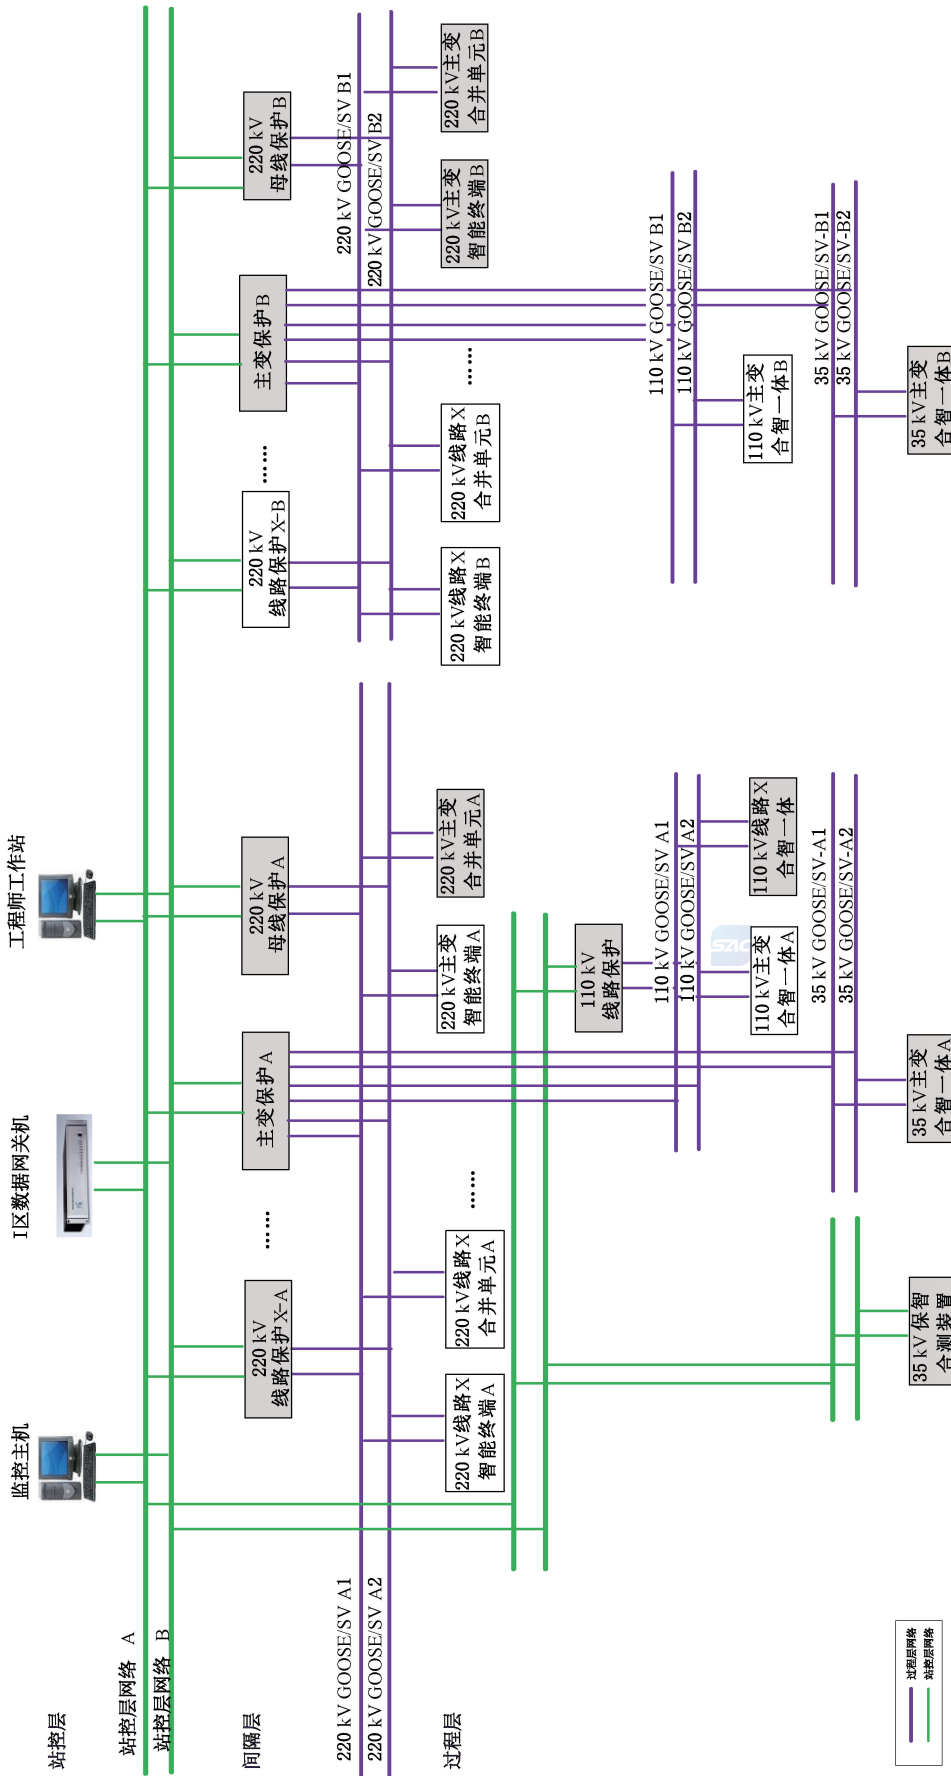 监控主机
I区数据网关机
工程师工作站
站控层
站控层网络 A
站控层网络 B
间隔层
220 kV
线路保护X-A
……
主变保护A
220 kV
母线保护A
220 kV
线路保护X-B
……
主变保护B
220 kV
母线保护B
220 kV GOOSE/SV A1
220 kV GOOSE/SV A2
220 kV GOOSE/SV B1
220 kV GOOSE/SV B2
过程层
220 kV线路X
智能终端A
220 kV线路X
合并单元A
……
220 kV主变
智能终端A
220 kV主变
合并单元A
220 kV线路X
智能终端B
220 kV线路X
合并单元B
……
220 kV主变
智能终端B
220 kV主变
合并单元B
110 kV
线路保护
110 kV GOOSE/SV A1
110 kV GOOSE/SV A2
110 kV GOOSE/SV B1
110 kV GOOSE/SV B2
SAC
110 kV主变
合智一体A
110 kV线路X
合智一体
110 kV主变
合智一体B
35 kV GOOSE/SV-A1
35 kV GOOSE/SV-A2
35 kV GOOSE/SV-B1
35 kV GOOSE/SV-B2
35 kV保智
合测装置
35 kV主变
合智一体A
35 kV主变
合智一体B
过程层网络
站控层网络